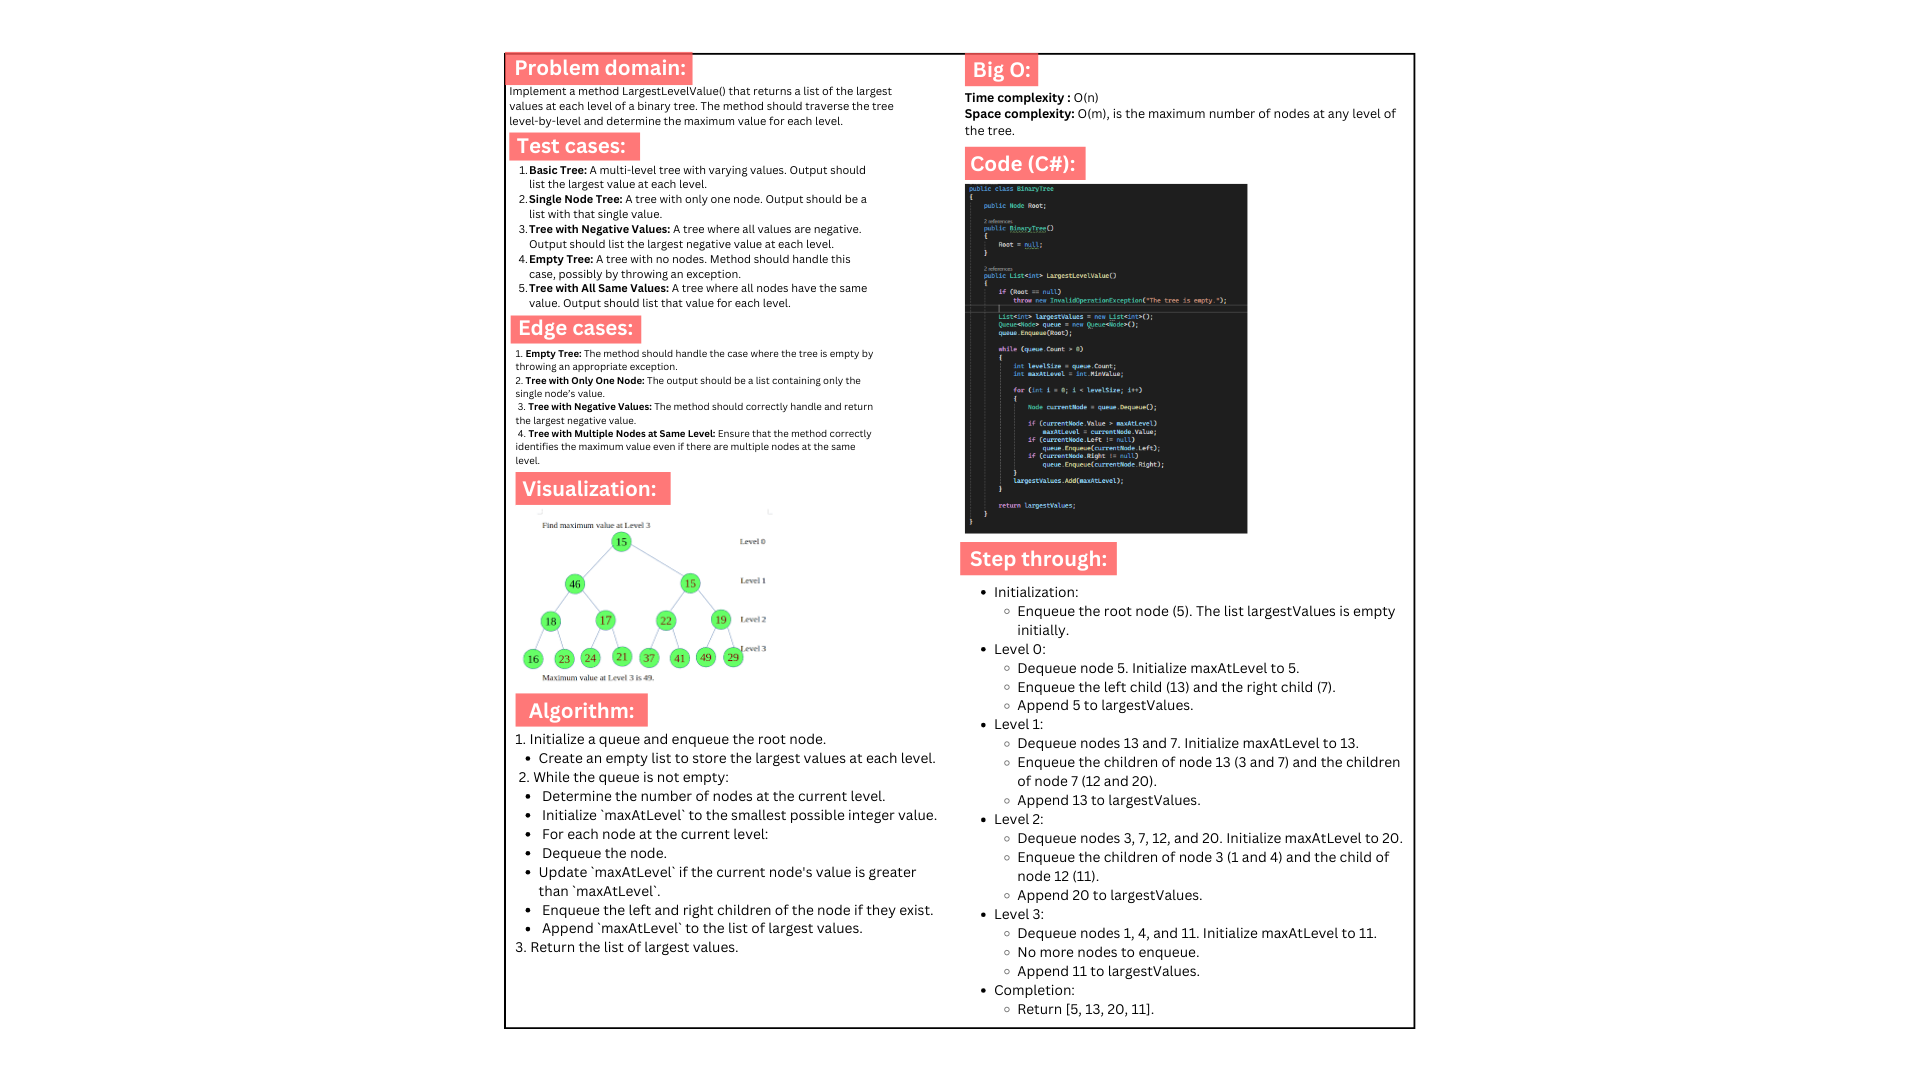 Problem domain:
Implement a method LargestLevelValue() that returns a list of the largest
values at each level of a binary tree. The method should traverse the tree
level-by-level and determine the maximum value for each level.
Test cases:
1. Basic Tree: A multi-level tree with varying values. Output should
list the largest value at each level.
2. Single Node Tree: A tree with only one node. Output should be a
list with that single value.
3. Tree with Negative Values: A tree where all values are negative.
Output should list the largest negative value at each level.
4. Empty Tree: A tree with no nodes. Method should handle this
case, possibly by throwing an exception.
5. Tree with All Same Values: A tree where all nodes have the same
value. Output should list that value for each level.
Edge cases:
1. Empty Tree: The method should handle the case where the tree is empty by
throwing an appropriate exception.
2. Tree with Only One Node: The output should be a list containing only the
single node's value.
3. Tree with Negative Values: The method should correctly handle and return
the largest negative value.
4. Tree with Multiple Nodes at Same Level: Ensure that the method correctly
identifies the maximum value even if there are multiple nodes at the same
level.
Visualization:
Find maximum value at Level 3
15 Level 0
46 15 Level 1
18 17 22 19 Level 2
16 23 24 21 37 41 49 29 Level 3
Maximum value at Level 3 is 49.
Algorithm:
1. Initialize a queue and enqueue the root node.
• Create an empty list to store the largest values at each level.
2. While the queue is not empty:
• Determine the number of nodes at the current level.
• Initialize `maxAtLevel` to the smallest possible integer value.
• For each node at the current level:
• Dequeue the node.
• Update `maxAtLevel` if the current node's value is greater
than `maxAtLevel`.
• Enqueue the left and right children of the node if they exist.
• Append `maxAtLevel` to the list of largest values.
3. Return the list of largest values.
Big O:
Time complexity : O(n)
Space complexity: O(m), is the maximum number of nodes at any level of
the tree.
Code (C#):
public class BinaryTree
{
public Node Root;
2 references
public BinaryTree()
{
Root = null;
}
2 references
public List<int> LargestLevelValue()
{
if (Root == null)
throw new InvalidOperationException("The tree is empty.");
List<int> largestValues = new List<int>();
Queue<Node> queue = new Queue<Node>();
queue.Enqueue(Root);
while (queue.Count > 0)
{
int levelSize = queue.Count;
int maxAtLevel = int.MinValue;
for (int i = 0; i < levelSize; i++)
{
Node currentNode = queue.Dequeue();
if (currentNode.Value > maxAtLevel)
maxAtLevel = currentNode.Value;
if (currentNode.Left != null)
queue.Enqueue(currentNode.Left);
if (currentNode.Right != null)
queue.Enqueue(currentNode.Right);
}
largestValues.Add(maxAtLevel);
}
return largestValues;
}
}
Step through:
• Initialization:
○ Enqueue the root node (5). The list largestValues is empty
initially.
• Level 0:
○ Dequeue node 5. Initialize maxAtLevel to 5.
○ Enqueue the left child (13) and the right child (7).
○ Append 5 to largestValues.
• Level 1:
○ Dequeue nodes 13 and 7. Initialize maxAtLevel to 13.
○ Enqueue the children of node 13 (3 and 7) and the children
of node 7 (12 and 20).
○ Append 13 to largestValues.
• Level 2:
○ Dequeue nodes 3, 7, 12, and 20. Initialize maxAtLevel to 20.
○ Enqueue the children of node 3 (1 and 4) and the child of
node 12 (11).
○ Append 20 to largestValues.
• Level 3:
○ Dequeue nodes 1, 4, and 11. Initialize maxAtLevel to 11.
○ No more nodes to enqueue.
○ Append 11 to largestValues.
• Completion:
○ Return [5, 13, 20, 11].